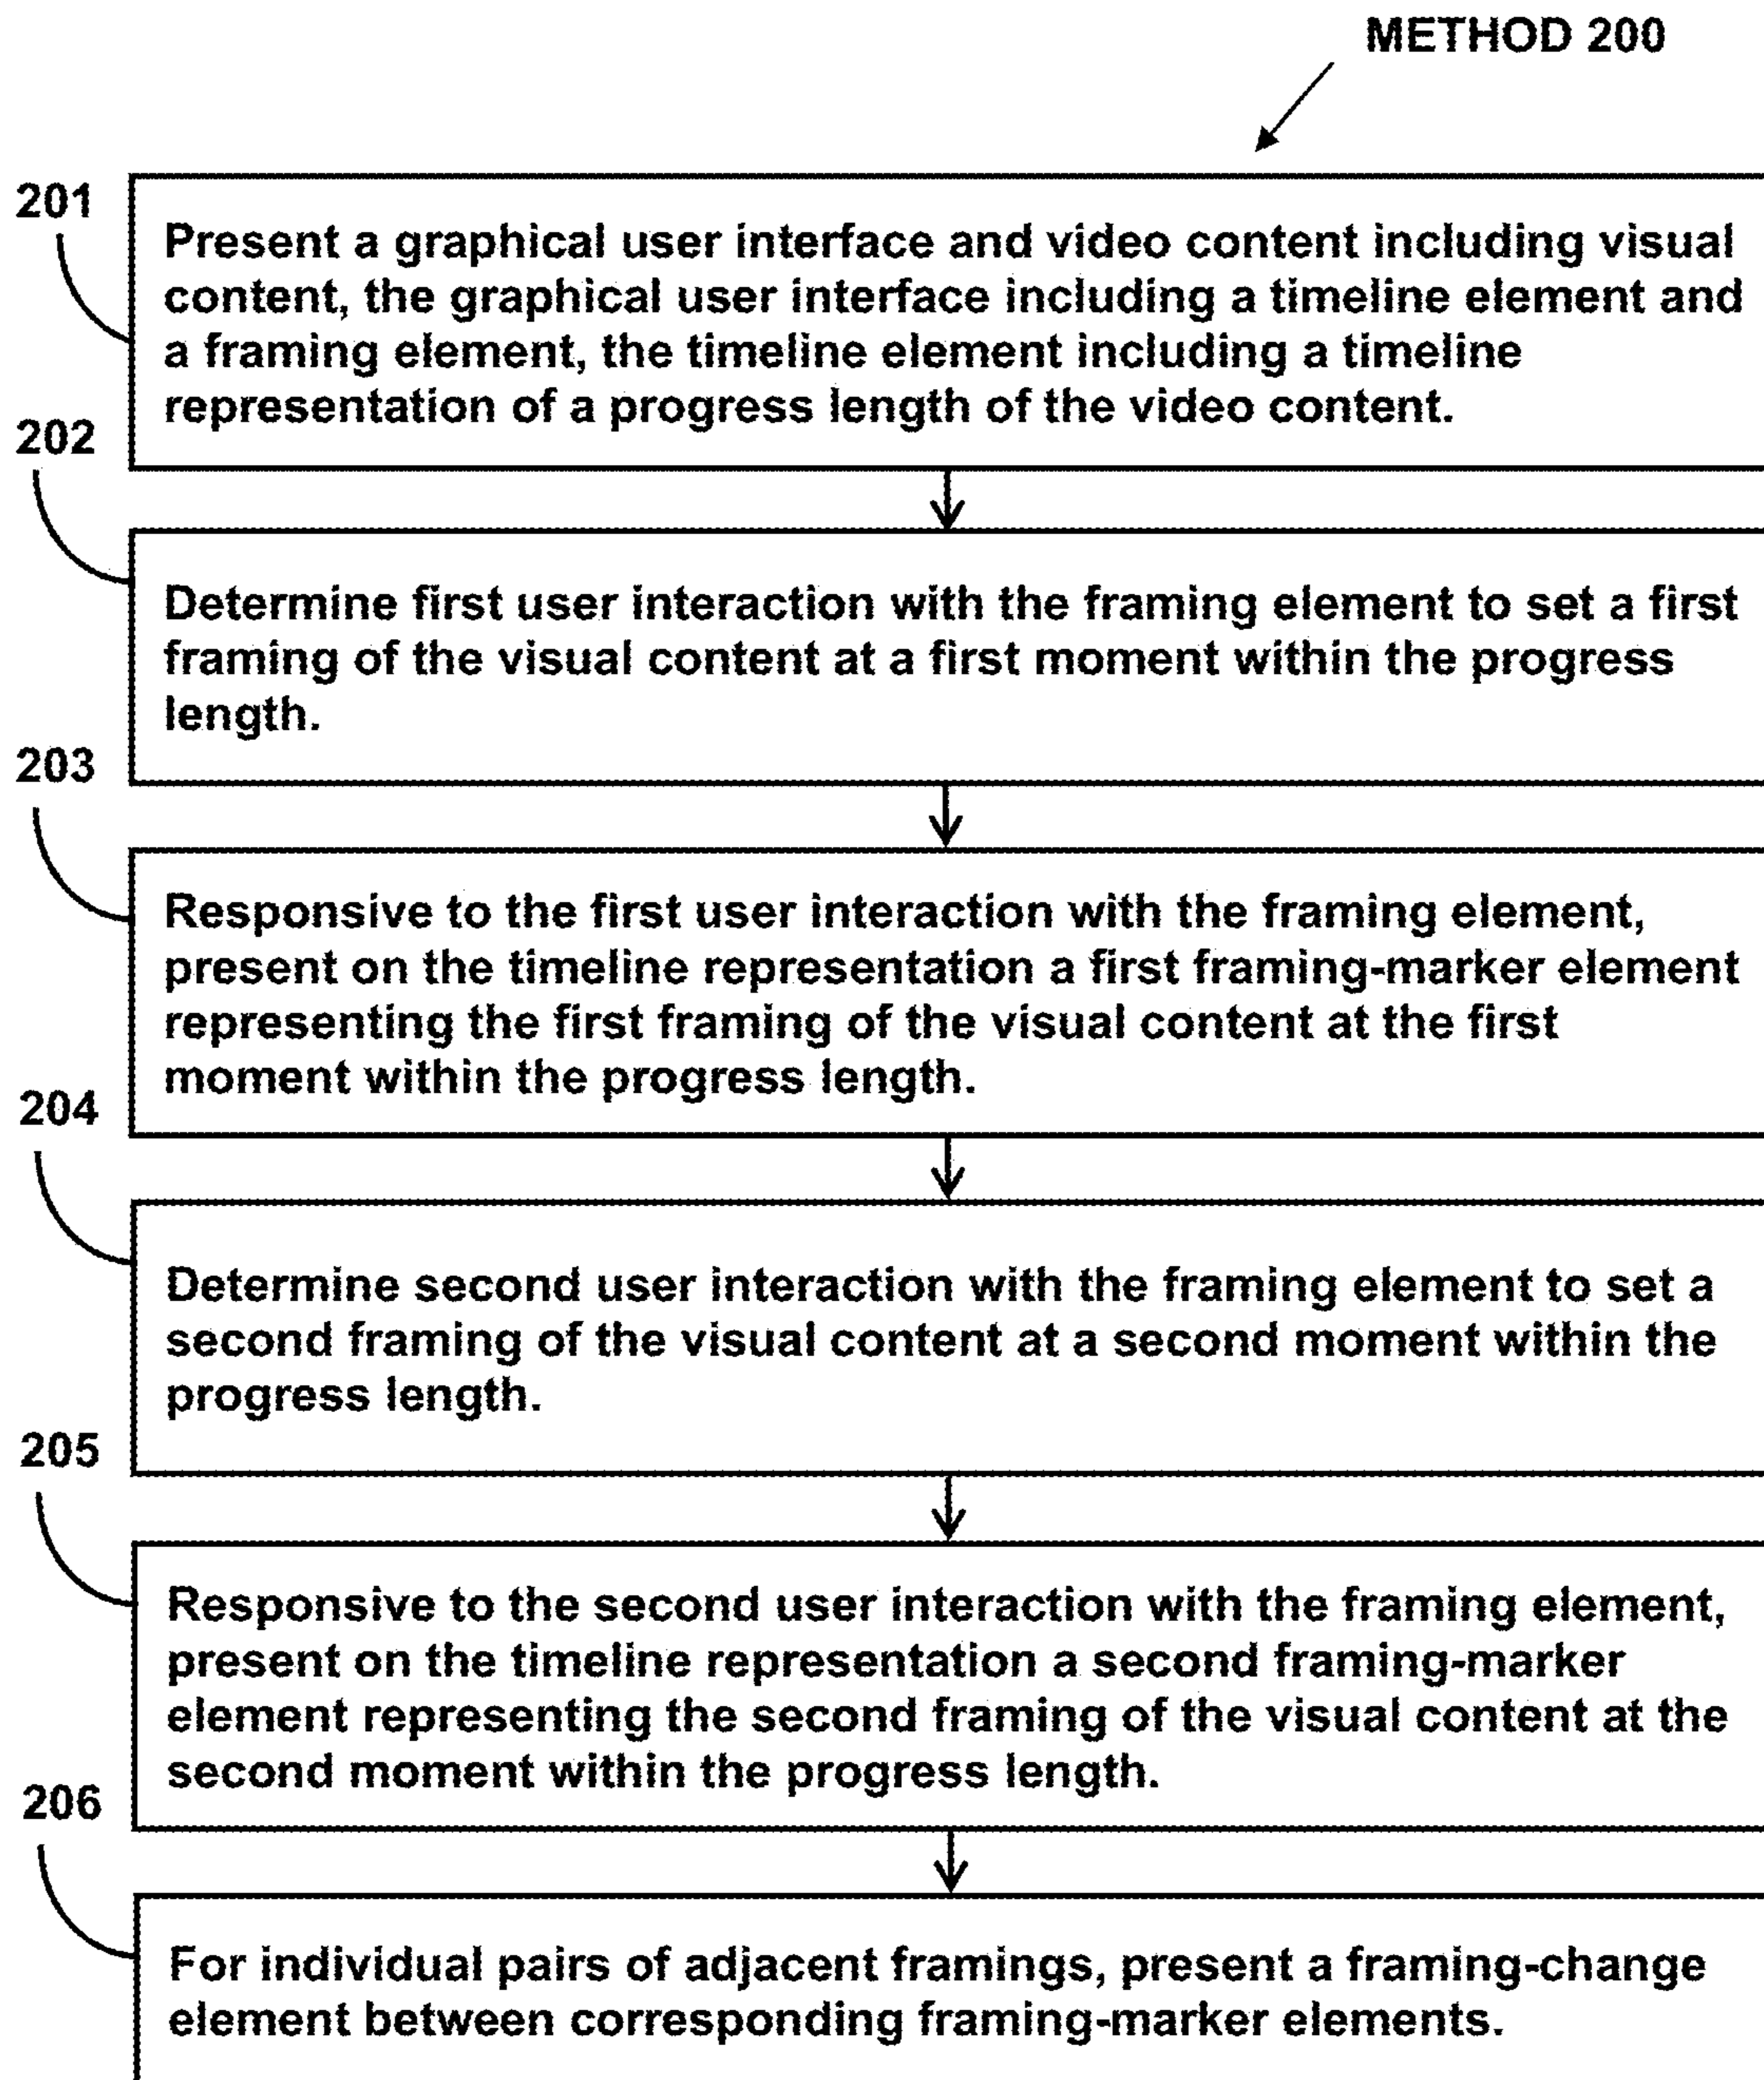 METHOD 200
201
Present a graphical user interface and video content including visual
content, the graphical user interface including a timeline element and
a framing element, the timeline element including a timeline
representation of a progress length of the video content.
202
Determine first user interaction with the framing element to set a first
framing of the visual content at a first moment within the progress
length.
203
Responsive to the first user interaction with the framing element,
present on the timeline representation a first framing-marker element
representing the first framing of the visual content at the first
moment within the progress length.
204
Determine second user interaction with the framing element to set a
second framing of the visual content at a second moment within the
progress length.
205
Responsive to the second user interaction with the framing element,
present on the timeline representation a second framing-marker
element representing the second framing of the visual content at the
second moment within the progress length.
206
For individual pairs of adjacent framings, present a framing-change
element between corresponding framing-marker elements.